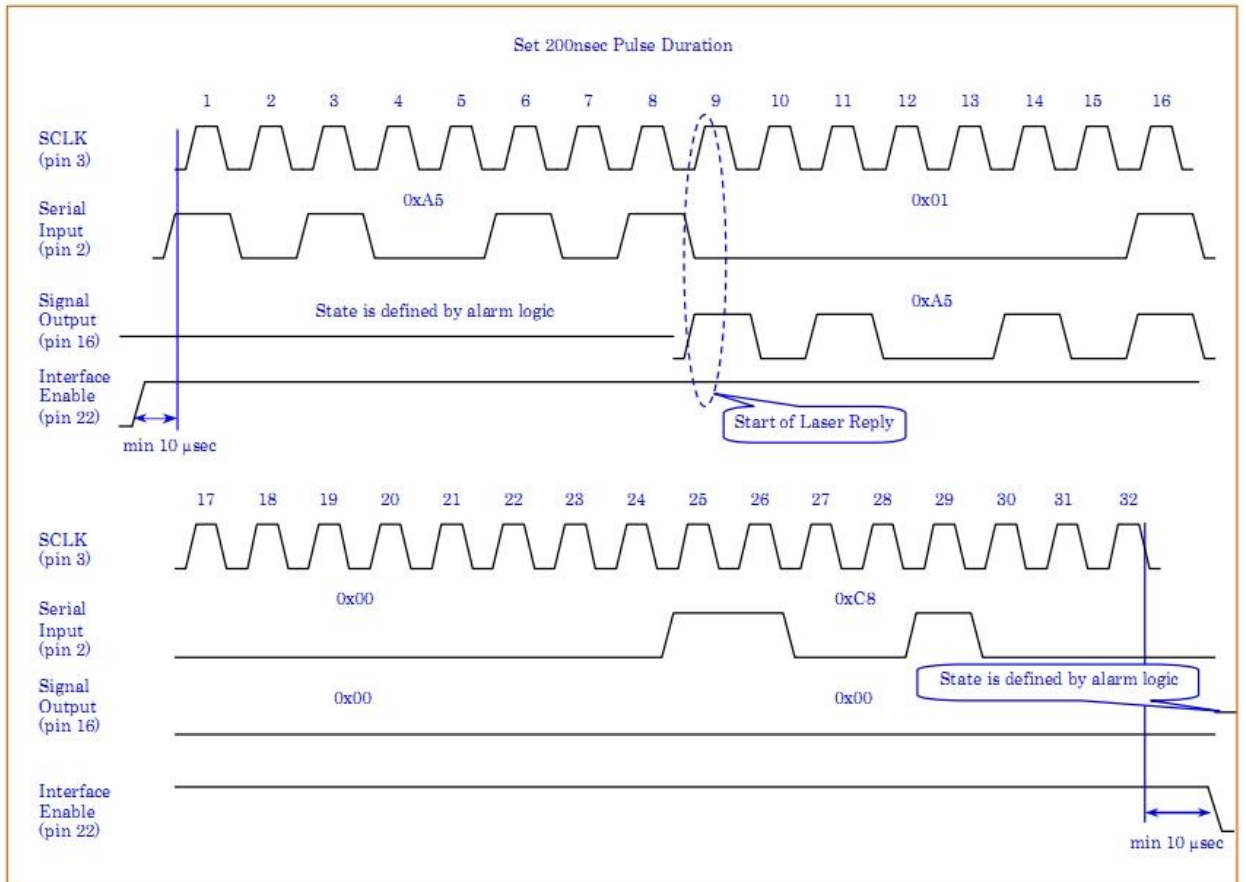 Set 200nsec Pulse Duration
1 2 3 4 5 6 7 8 9 10 11 12 13 14 15 16
SCLK
(pin 3)
0xA5 0x01
Serial
Input
(pin 2)
Signal
Output
(pin 16)
State is defined by alarm logic
0xA5
Interface
Enable
(pin 22)
min 10 μsec
Start of Laser Reply
17 18 19 20 21 22 23 24 25 26 27 28 29 30 31 32
SCLK
(pin 3)
0x00 0xC8
Serial
Input
(pin 2)
Signal
Output
(pin 16)
0x00 0x00
State is defined by alarm logic
Interface
Enable
(pin 22)
min 10 μsec